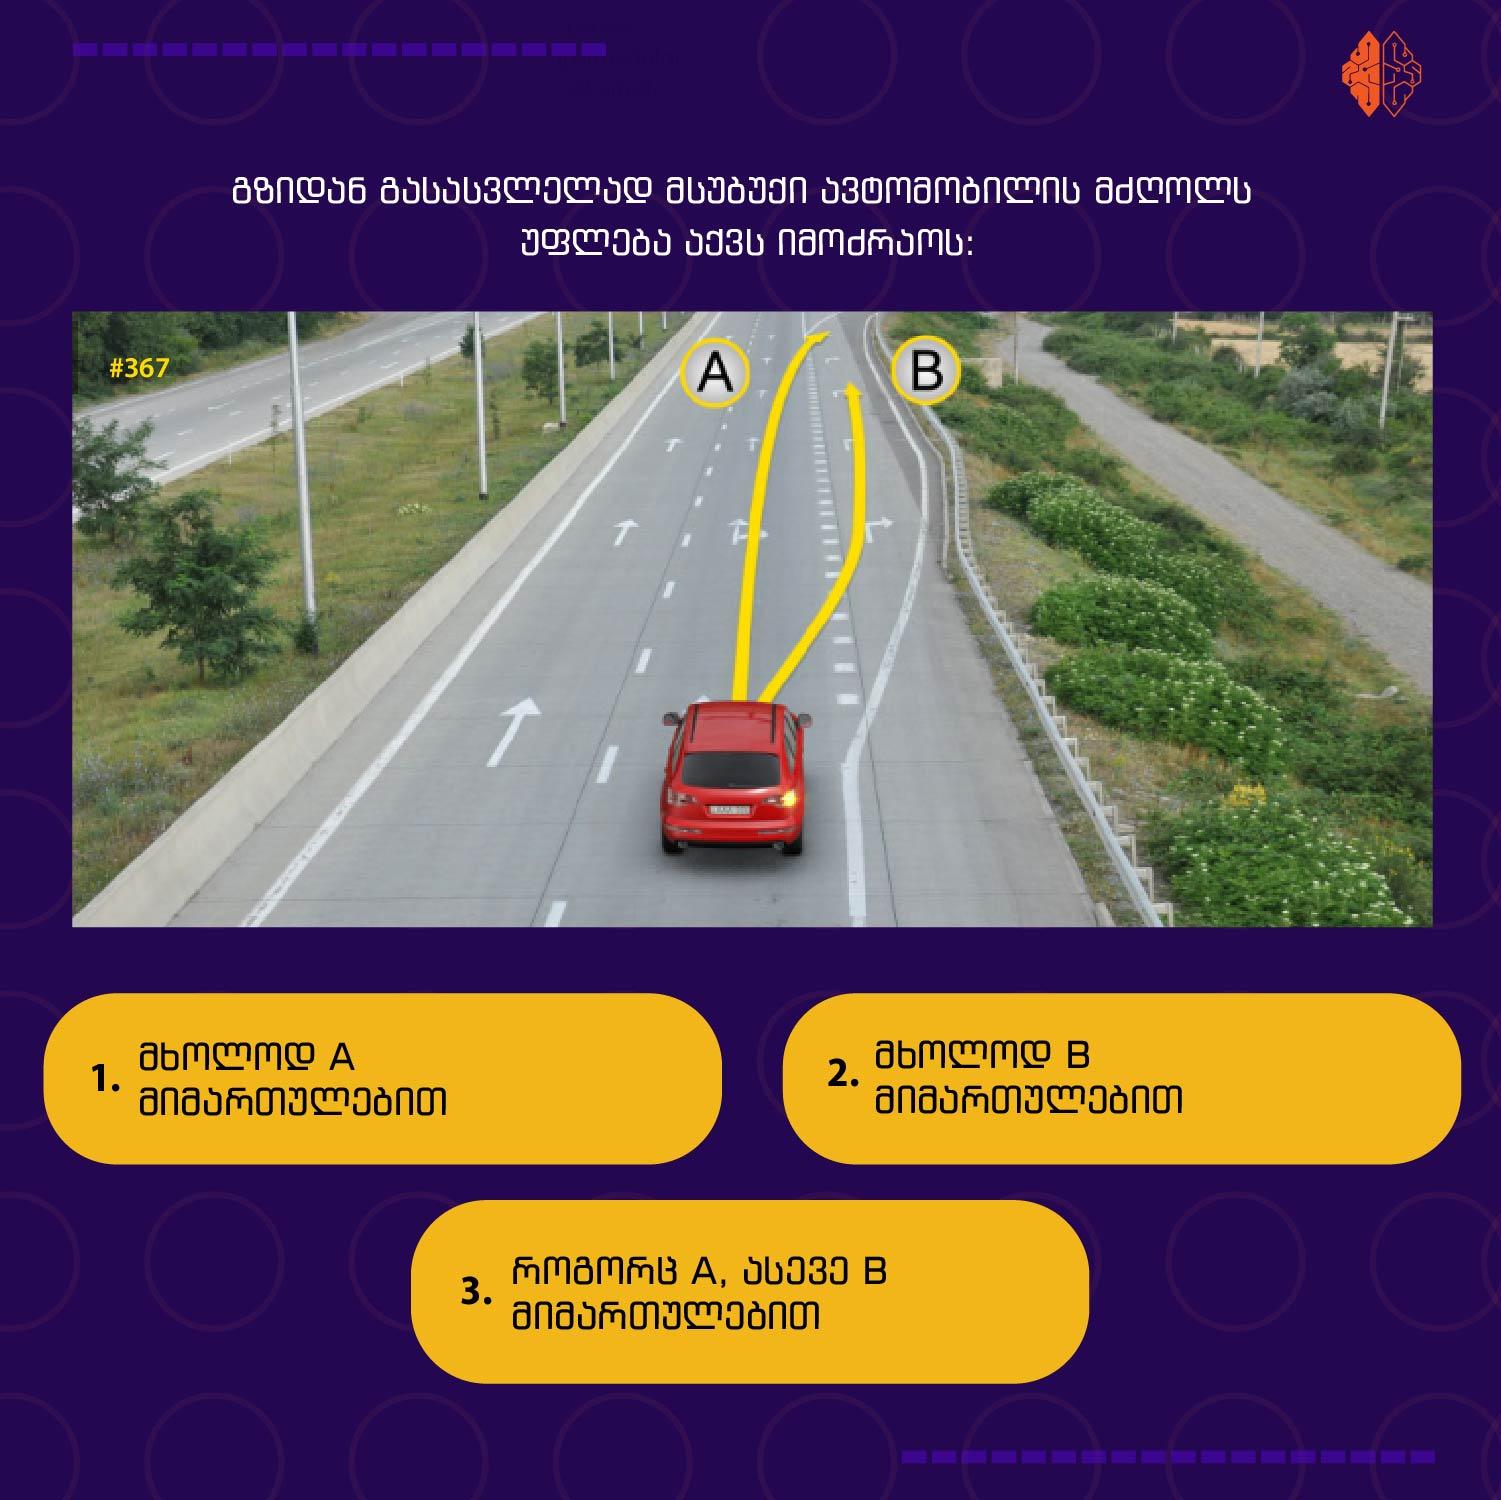 გზიდან გასასვლელად მსუბუქი ავტომობილის მძღოლს
უფლება აქვს იმოძრაოს:
#367
A
B
1. მხოლოდ A
მიმართულებით
2. მხოლოდ B
მიმართულებით
3. როგორც A, ასევე B
მიმართულებით